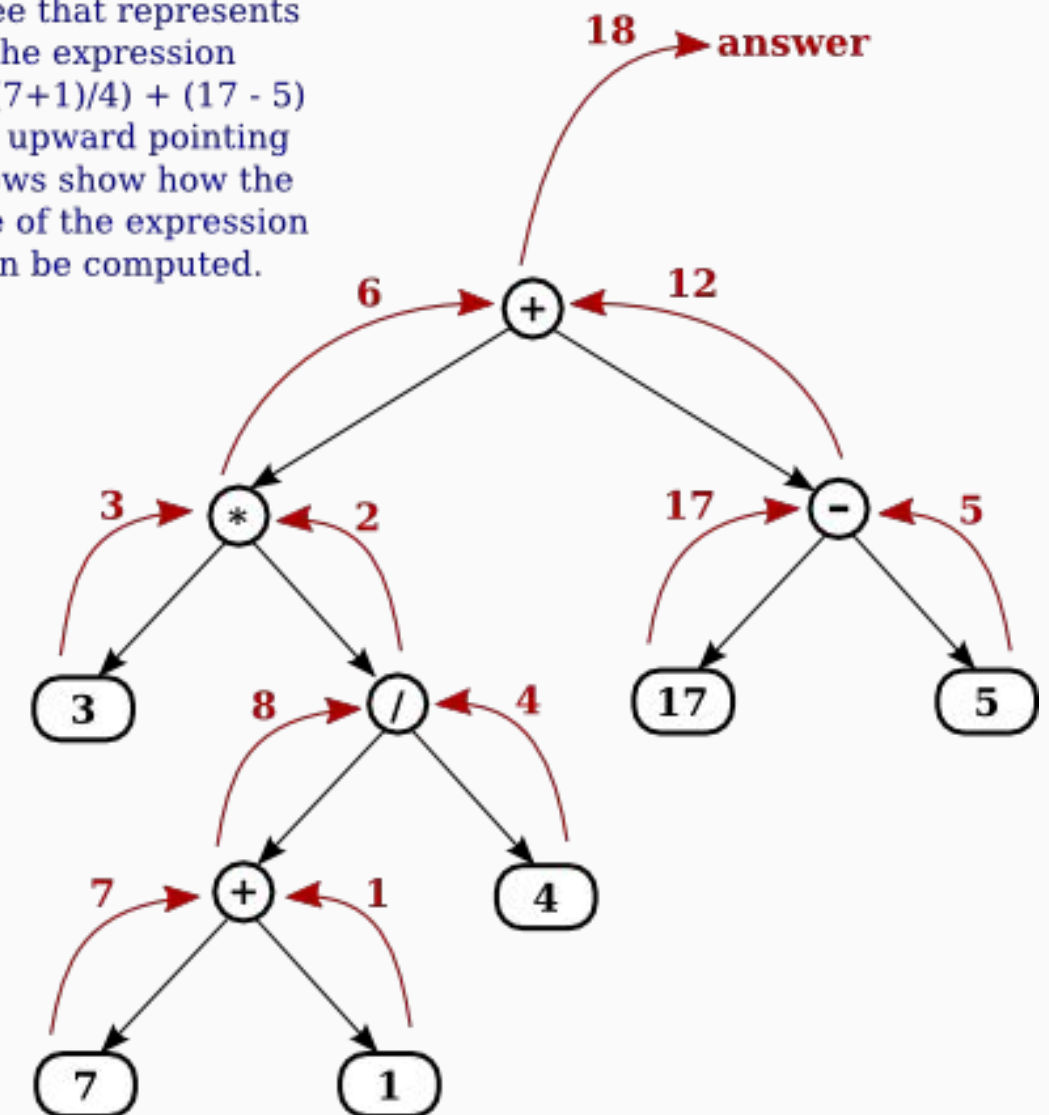 ee that represents
he expression
(7+1)/4) + (17 - 5)
upward pointing
ws show how the
e of the expression
n be computed.
18
answer
6
+
12
3
*
2
17
-
5
3
8
/
4
17
5
7
+
1
4
7
1